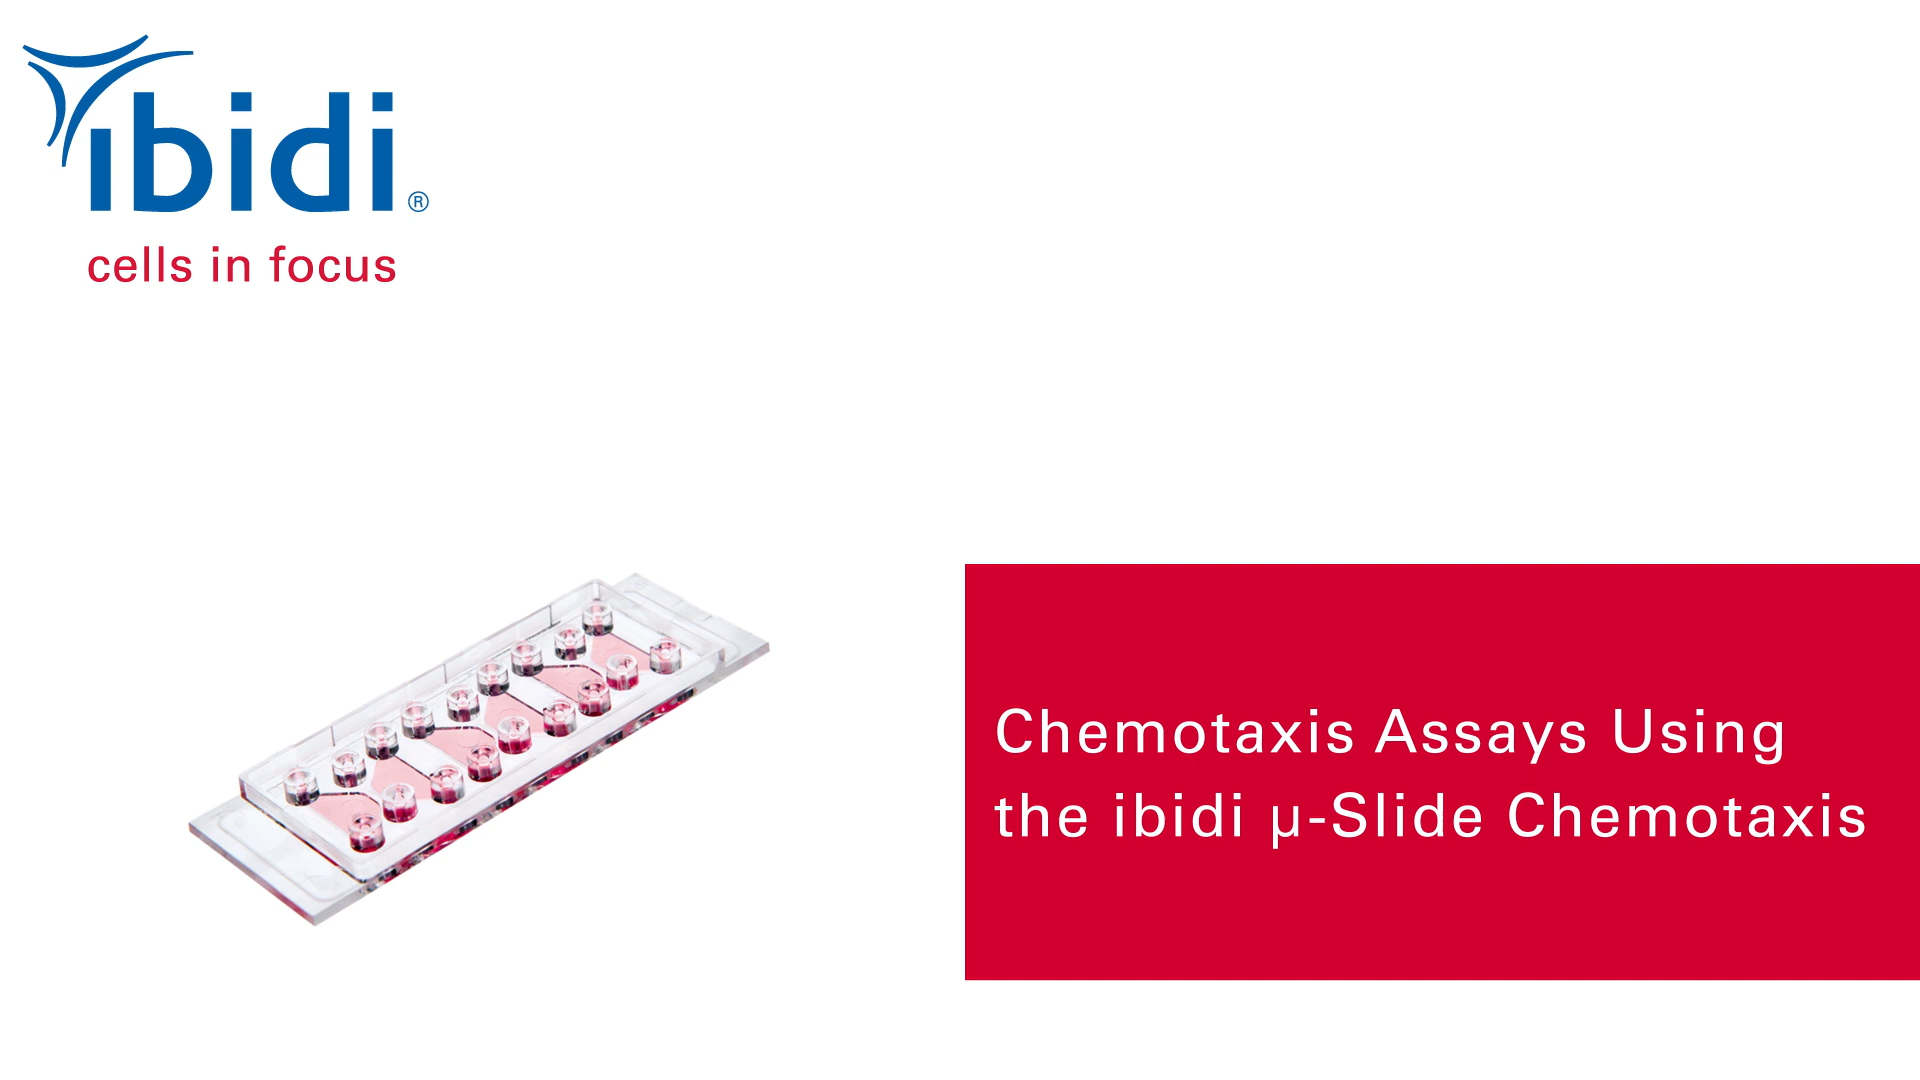 ibidi®
cells in focus
Chemotaxis Assays Using
the ibidi µ-Slide Chemotaxis